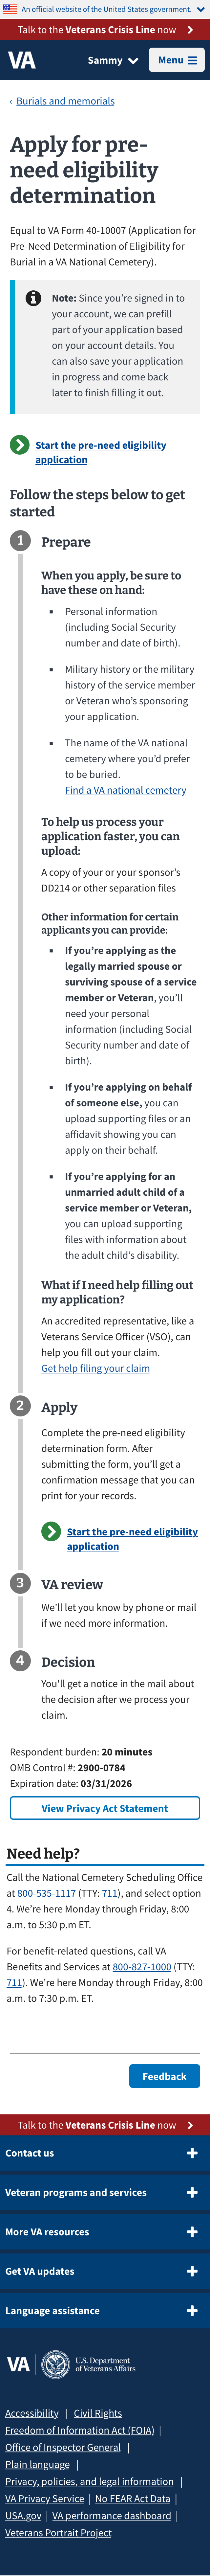 An official website of the United States government.
Talk to the Veterans Crisis Line now
VA
Sammy
Menu
‹ Burials and memorials
Apply for pre-
need eligibility
determination
Equal to VA Form 40-10007 (Application for
Pre-Need Determination of Eligibility for
Burial in a VA National Cemetery).
Note: Since you’re signed in to
your account, we can prefill
part of your application based
on your account details. You
can also save your application
in progress and come back
later to finish filling it out.
Start the pre-need eligibility
application
Follow the steps below to get
started
1 Prepare
When you apply, be sure to
have these on hand:
▪ Personal information
(including Social Security
number and date of birth).
▪ Military history or the military
history of the service member
or Veteran who’s sponsoring
your application.
▪ The name of the VA national
cemetery where you’d prefer
to be buried.
Find a VA national cemetery
To help us process your
application faster, you can
upload:
A copy of your or your sponsor’s
DD214 or other separation files
Other information for certain
applicants you can provide:
▪ If you’re applying as the
legally married spouse or
surviving spouse of a service
member or Veteran, you’ll
need your personal
information (including Social
Security number and date of
birth).
▪ If you’re applying on behalf
of someone else, you can
upload supporting files or an
affidavit showing you can
apply on their behalf.
▪ If you’re applying for an
unmarried adult child of a
service member or Veteran,
you can upload supporting
files with information about
the adult child’s disability.
What if I need help filling out
my application?
An accredited representative, like a
Veterans Service Officer (VSO), can
help you fill out your claim.
Get help filing your claim
2 Apply
Complete the pre-need eligibility
determination form. After
submitting the form, you’ll get a
confirmation message that you can
print for your records.
Start the pre-need eligibility
application
3 VA review
We’ll let you know by phone or mail
if we need more information.
4 Decision
You’ll get a notice in the mail about
the decision after we process your
claim.
Respondent burden: 20 minutes
OMB Control #: 2900-0784
Expiration date: 03/31/2026
View Privacy Act Statement
Need help?
Call the National Cemetery Scheduling Office
at 800-535-1117 (TTY: 711), and select option
4. We’re here Monday through Friday, 8:00
a.m. to 5:30 p.m ET.
For benefit-related questions, call VA
Benefits and Services at 800-827-1000 (TTY:
711). We’re here Monday through Friday, 8:00
a.m. to 7:30 p.m. ET.
Feedback
Talk to the Veterans Crisis Line now
Contact us
Veteran programs and services
More VA resources
Get VA updates
Language assistance
VA | U.S. Department
of Veterans Affairs
Accessibility | Civil Rights
Freedom of Information Act (FOIA) |
Office of Inspector General |
Plain language |
Privacy, policies, and legal information |
VA Privacy Service | No FEAR Act Data |
USA.gov | VA performance dashboard |
Veterans Portrait Project